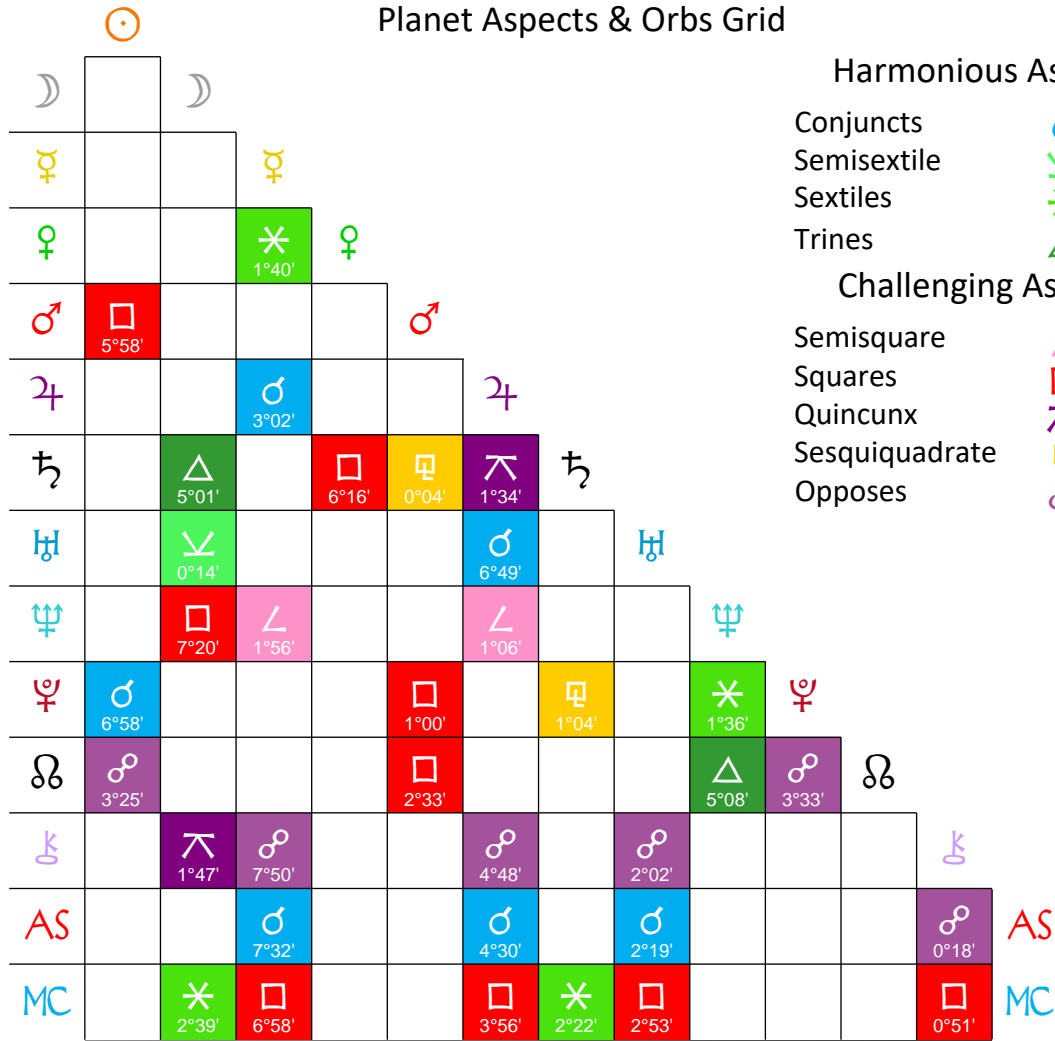 Planet Aspects & Orbs Grid
Harmonious As
Conjuncts
Semisextile
Sextiles
Trines
Challenging As
Semisquare
Squares
Quincunx
Sesquiquadrate
Opposes
1°40'
5°58'
3°02'
5°01' 6°16' 0°04' 1°34'
0°14' 6°49'
7°20' 1°56' 1°06'
6°58' 1°00' 1°04' 1°36'
3°25' 2°33' 5°08' 3°33'
1°47' 7°50' 4°48' 2°02'
AS 7°32' 4°30' 2°19' 0°18' AS
MC 2°39' 6°58' 3°56' 2°22' 2°53' 0°51' MC